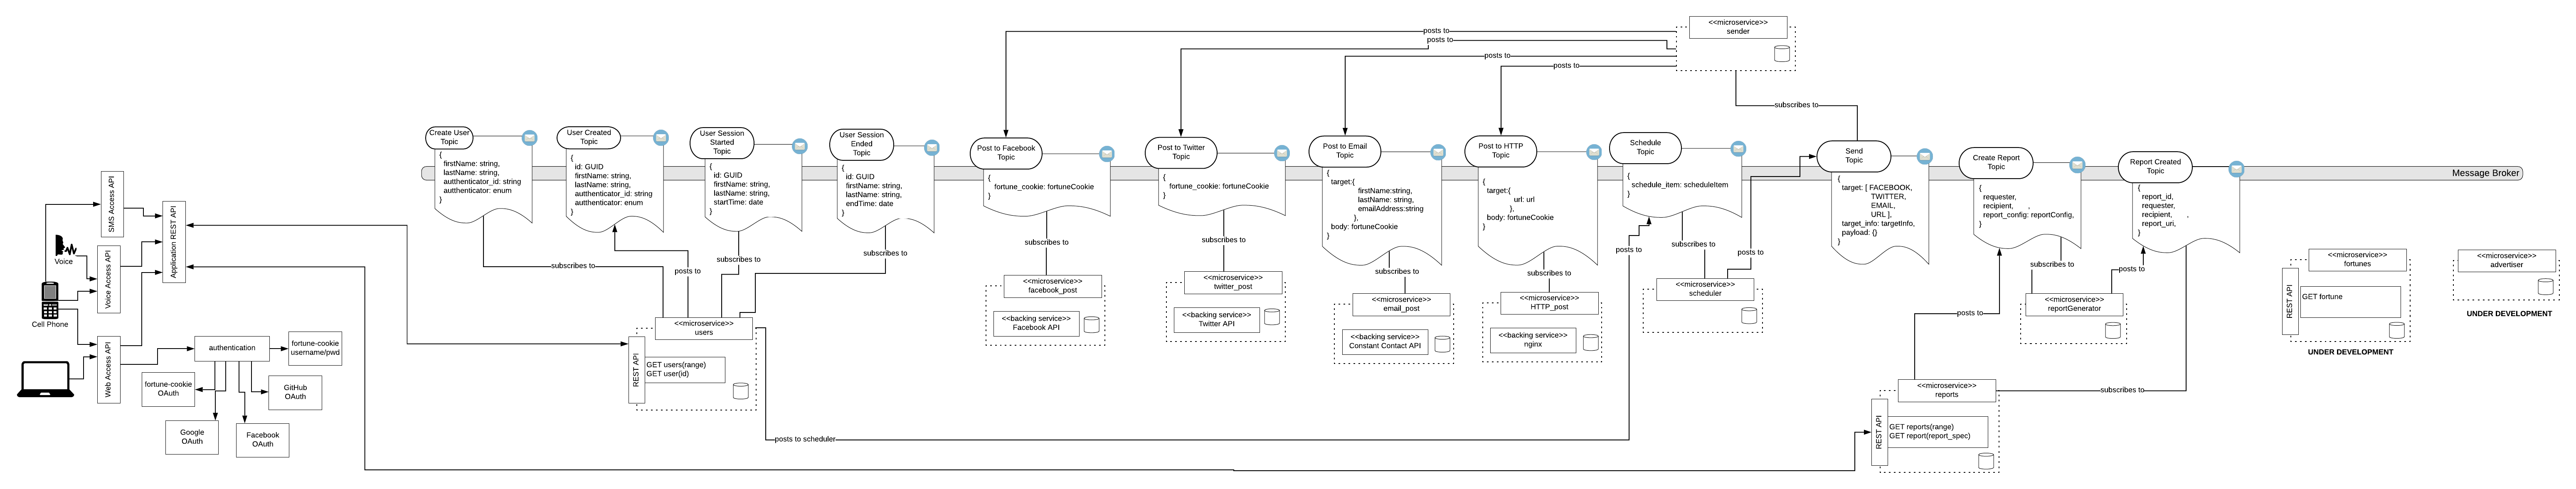 <<microservice>>
sender
posts to
posts to
posts to
posts to
subscribes to
Create User
Topic
{
firstName: string,
lastName: string,
authenticator_id: string
autthenticator: enum
}
User Created
Topic
{
id: GUID
firstName: string,
lastName: string,
autthenticator_id: string
autthenticator: enum
}
User Session
Started
Topic
{
id: GUID
firstName: string,
lastName: string,
startTime: date
}
User Session
Ended
Topic
{
id: GUID
firstName: string,
lastName: string,
endTime: date
}
Post to Facebook
Topic
{
fortune_cookie: fortuneCookie
}
Post to Twitter
Topic
{
fortune_cookie: fortuneCookie
}
Post to Email
Topic
{
target:{
firstName:string,
lastName: string,
emailAddress:string
},
body: fortuneCookie
}
Post to HTTP
Topic
{
target:{
url: url
},
body: fortuneCookie
}
Schedule
Topic
{
schedule_item: scheduleItem
}
Send
Topic
{
target: [ FACEBOOK,
TWITTER,
EMAIL,
URL ],
target_info: targetInfo,
payload: {}
}
Create Report
Topic
{
requester,
recipient, ,
report_config: reportConfig,
}
Report Created
Topic
{
report_id,
requester,
recipient, ,
report_uri,
}
Message Broker
SMS Access API
Application REST API
Voice
Voice Access API
Cell Phone
Web Access API
authentication
fortune-cookie
username/pwd
fortune-cookie
OAuth
GitHub
OAuth
Google
OAuth
Facebook
OAuth
subscribes to
posts to
subscribes to
subscribes to
<<microservice>>
users
REST API
GET users(range)
GET user(id)
posts to scheduler
subscribes to
<<microservice>>
facebook_post
<<backing service>>
Facebook API
subscribes to
<<microservice>>
twitter_post
<<backing service>>
Twitter API
subscribes to
<<microservice>>
email_post
<<backing service>>
Constant Contact API
subscribes to
<<microservice>>
HTTP_post
<<backing service>>
nginx
posts to
subscribes to
posts to
<<microservice>>
scheduler
subscribes to
posts to
<<microservice>>
reportGenerator
posts to
subscribes to
<<microservice>>
reports
REST API
GET reports(range)
GET report(report_spec)
<<microservice>>
fortunes
REST API
GET fortune
UNDER DEVELOPMENT
<<microservice>>
advertiser
UNDER DEVELOPMENT